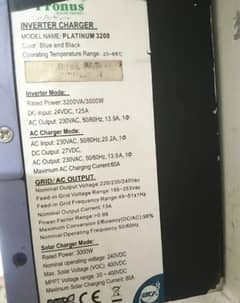 Fronus
INVERTER CHARGER
MODEL NAME: PLATINUM 3200
Color: Blue and Black
Operating Temperature Range:
Inverter Mode:
Rated Power: 3200VA/3000W
DC Input: 24VDC, 125A
AC Output: 230VAC, 50/60Hz, 13.9A, 1Φ
AC Charger Mode:
AC Input: 230VAC, 50/60Hz, 20.2A, 1Φ
DC Output: 27VDC,
AC Output: 230VAC, 50/60Hz, 13.5A, 1Φ
Maximum AC Charging Current: 60A
GRID/AC OUTPUT.
Nominal Output Voltage 220/230/240Vac
Feed-in Grid Voltage Range
Feed-in Grid Frequency Range 49~51±1Hz
Nominal Output Current 13A
Power Factor Range >0.99
Maximum Conversion Efficiency(DC/AC) 98%
Nominal Output Frequency 50/60Hz
Solar Charger Mode:
Rated Power: 3000W
Nominal operating voltage: 240VDC
Max. Solar Voltage (VOC): 400VDC
MPPT Voltage range: 30 ~ 400VDC
Maximum Solar Charging Current: 80A